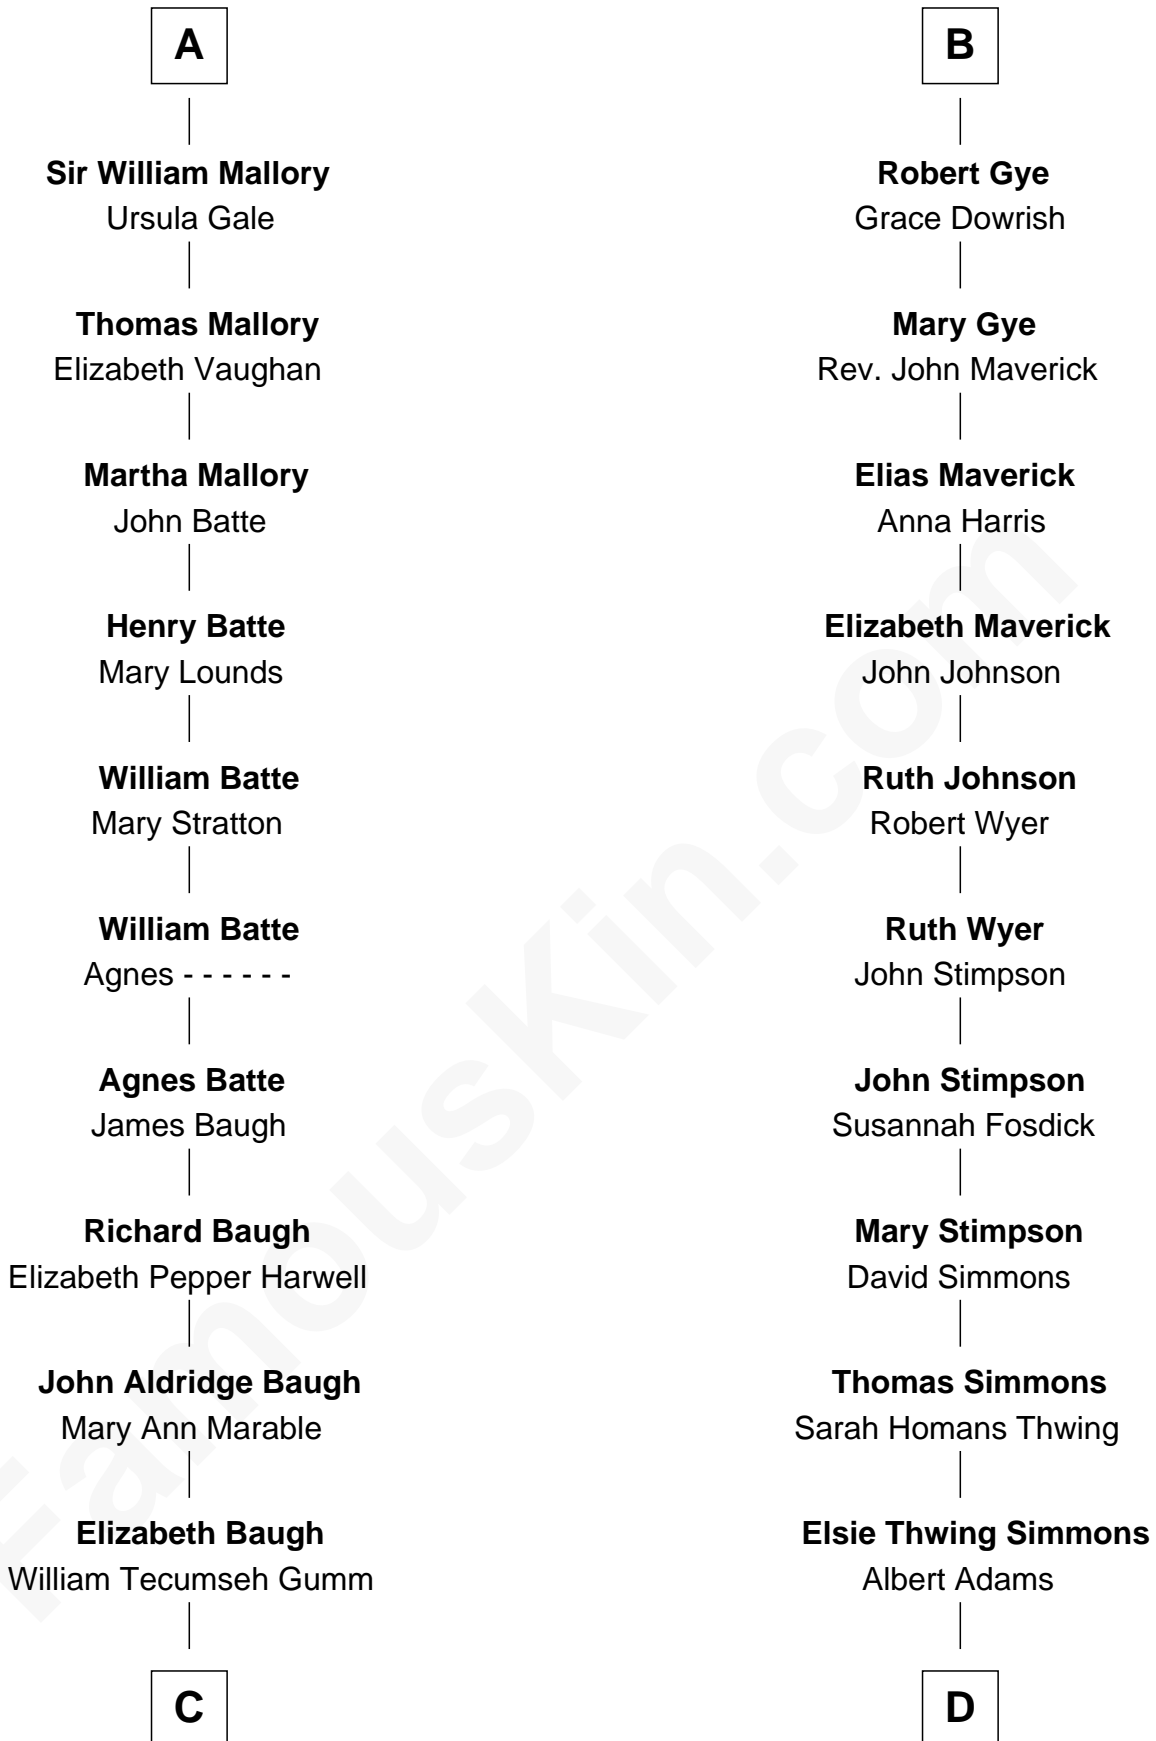 A
Sir William Mallory
Ursula Gale
Thomas Mallory
Elizabeth Vaughan
Martha Mallory
John Batte
Henry Batte
Mary Lounds
William Batte
Mary Stratton
William Batte
Agnes - - - - - -
Agnes Batte
James Baugh
Richard Baugh
Elizabeth Pepper Harwell
John Aldridge Baugh
Mary Ann Marable
Elizabeth Baugh
William Tecumseh Gumm
C
B
Robert Gye
Grace Dowrish
Mary Gye
Rev. John Maverick
Elias Maverick
Anna Harris
Elizabeth Maverick
John Johnson
Ruth Johnson
Robert Wyer
Ruth Wyer
John Stimpson
John Stimpson
Susannah Fosdick
Mary Stimpson
David Simmons
Thomas Simmons
Sarah Homans Thwing
Elsie Thwing Simmons
Albert Adams
D
FamousKin.com